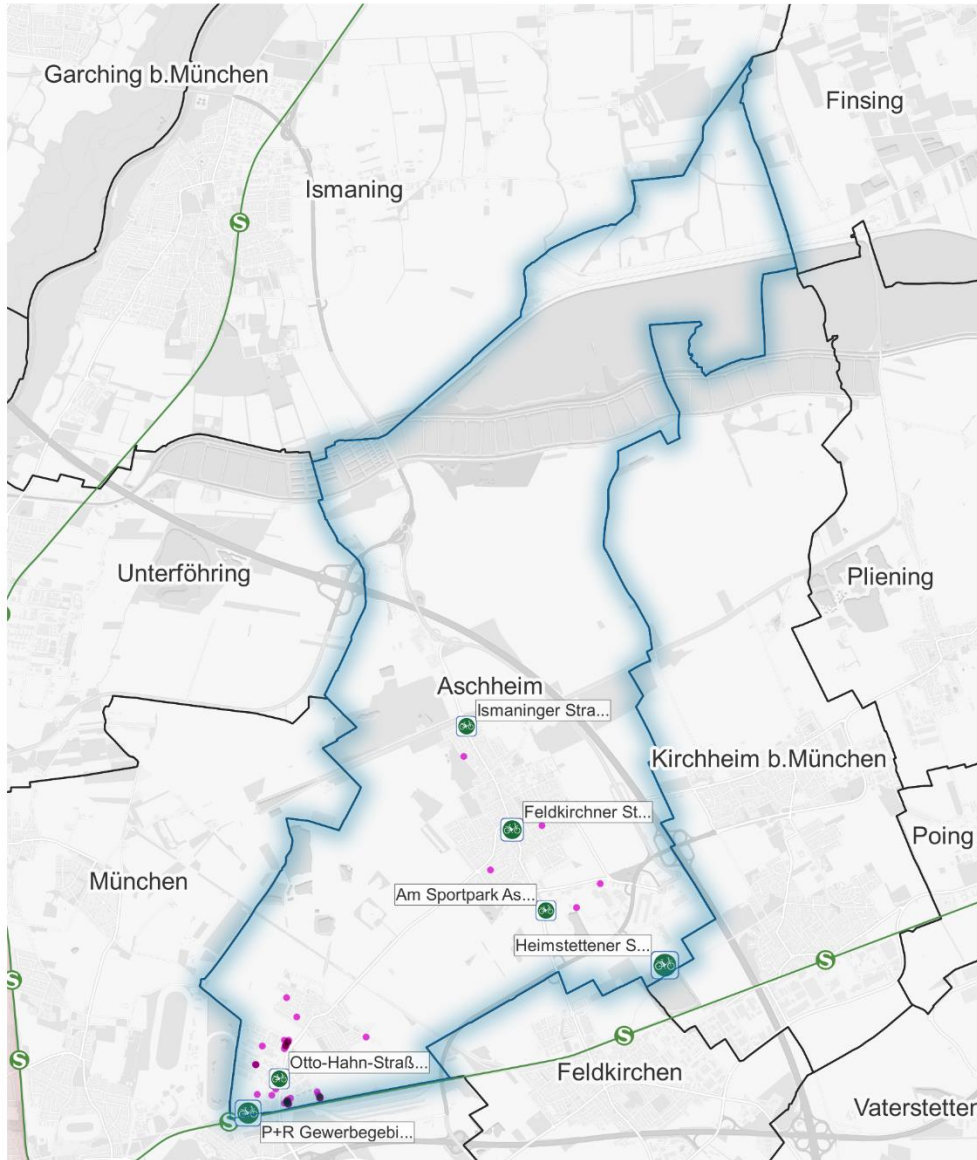 Garching b.München
Finsing
Ismaning
S
Unterföhring
Pliening
Aschheim
Ismaninger Stra...
Kirchheim b.München
Feldkirchner St...
Poing
München
Am Sportpark As...
Heimstettener S...
S
S
S
S
Otto-Hahn-Straß...
Feldkirchen
Vaterstetten
S
P+R Gewerbegebi...